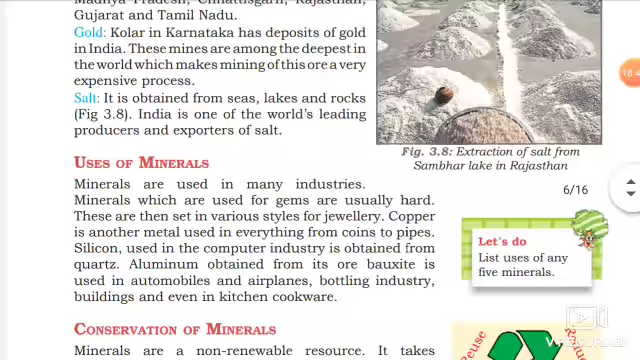 Madhya Pradesh, Chhattisgarh, Rajasthan,
Gujarat and Tamil Nadu.
Gold: Kolar in Karnataka has deposits of gold
in India. These mines are among the deepest in
the world which makes mining of this ore a very
expensive process.
Salt: It is obtained from seas, lakes and rocks
(Fig 3.8). India is one of the world's leading
producers and exporters of salt.
Fig. 3.8: Extraction of salt from
Sambhar lake in Rajasthan
USES OF MINERALS
Minerals are used in many industries.
Minerals which are used for gems are usually hard.
These are then set in various styles for jewellery. Copper
is another metal used in everything from coins to pipes.
Silicon, used in the computer industry is obtained from
quartz. Aluminum obtained from its ore bauxite is
used in automobiles and airplanes, bottling industry,
buildings and even in kitchen cookware.
6/16
Let's do
List uses of any
five minerals.
CONSERVATION OF MINERALS
Minerals are a non-renewable resource. It takes
Reuse
18:4
RECORDER